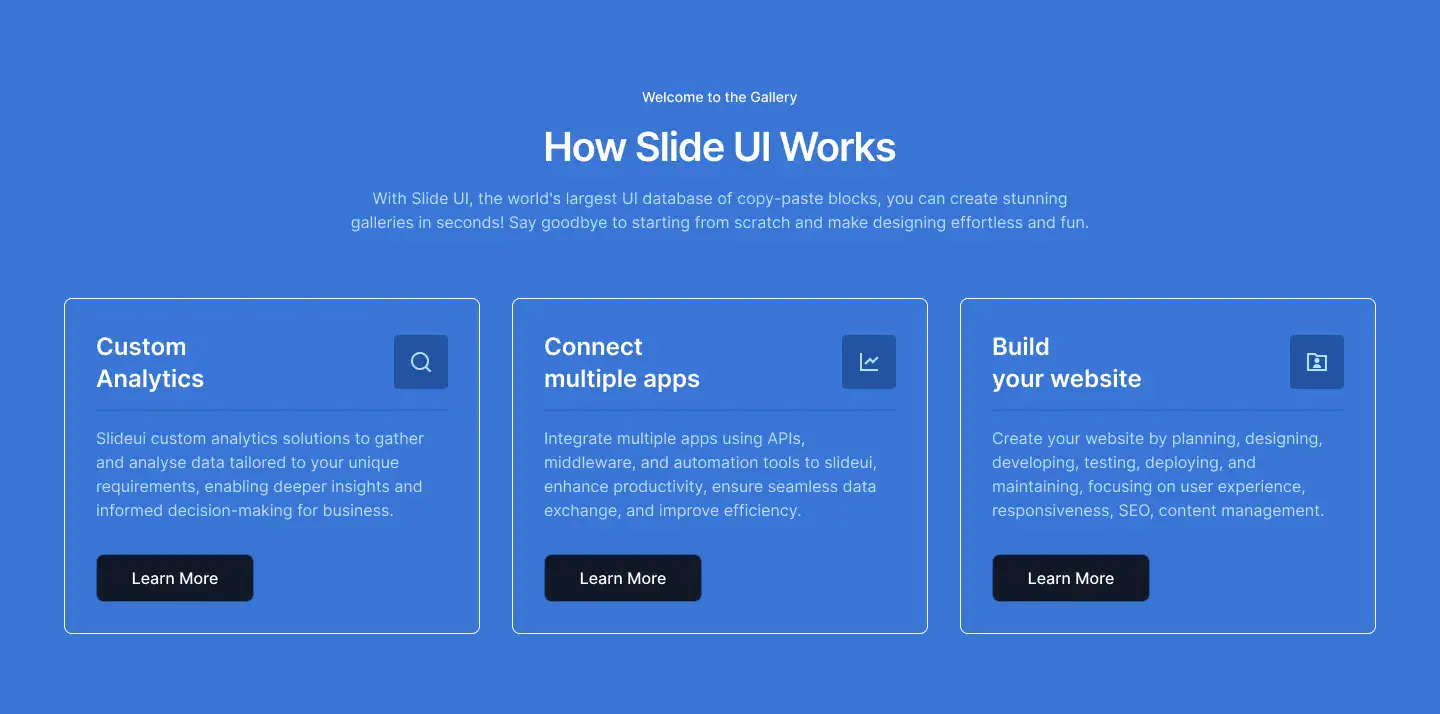 Welcome to the Gallery
How Slide UI Works
With Slide UI, the world's largest UI database of copy-paste blocks, you can create stunning
galleries in seconds! Say goodbye to starting from scratch and make designing effortless and fun.
Custom
Analytics
Slideui custom analytics solutions to gather
and analyse data tailored to your unique
requirements, enabling deeper insights and
informed decision-making for business.
Learn More
Connect
multiple apps
Integrate multiple apps using APIs,
middleware, and automation tools to slideui,
enhance productivity, ensure seamless data
exchange, and improve efficiency.
Learn More
Build
your website
Create your website by planning, designing,
developing, testing, deploying, and
maintaining, focusing on user experience,
responsiveness, SEO, content management.
Learn More